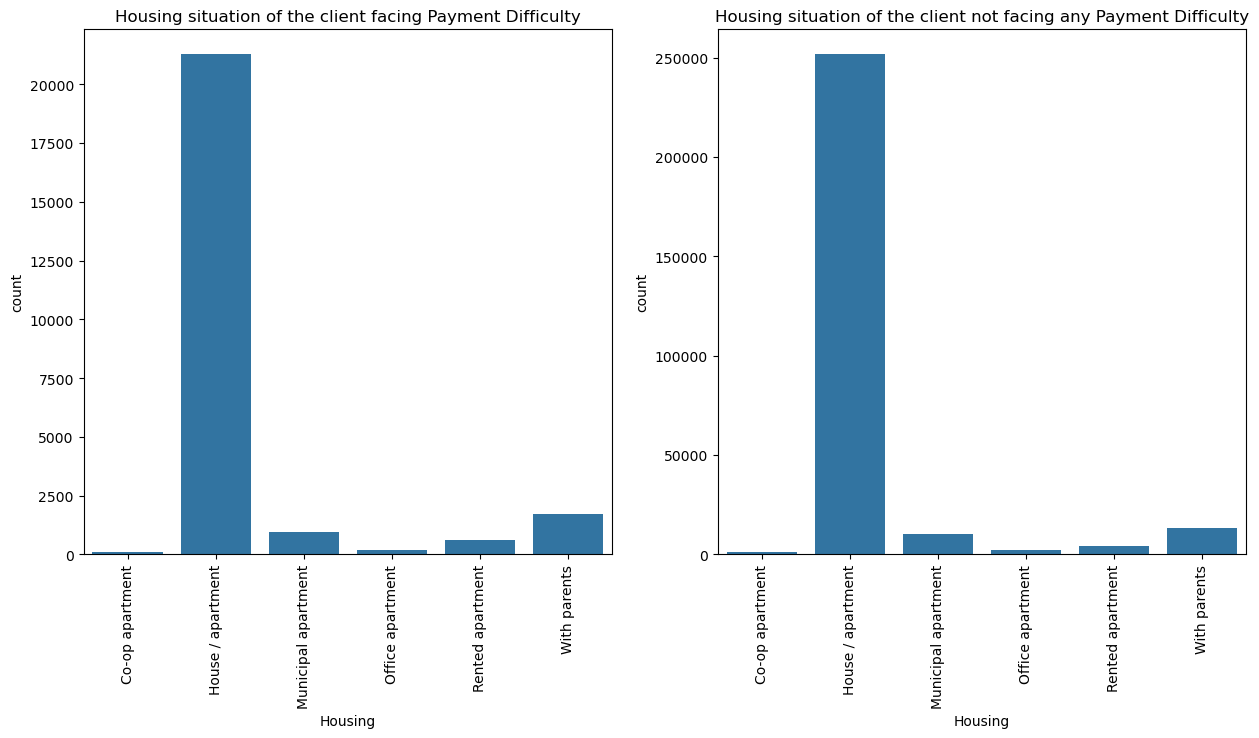 Housing situation of the client facing Payment Difficulty
20000
17500
15000
12500
10000
7500
5000
2500
0
count
Co-op apartment
House / apartment
Municipal apartment
Office apartment
Rented apartment
With parents
Housing
Housing situation of the client not facing any Payment Difficulty
250000
200000
150000
100000
50000
0
count
Co-op apartment
House / apartment
Municipal apartment
Office apartment
Rented apartment
With parents
Housing